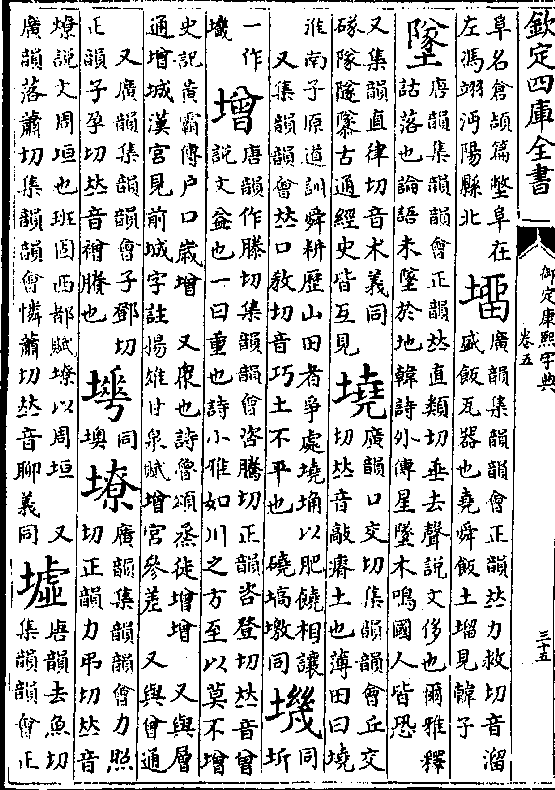 欽定四庫全書
御定康熙字典
卷五
三十五
阜名倉頡篇墪阜在
左馮翊沔陽縣北
塯
廣韻集韻韻會正韻𠀤力救切音溜
盛飯瓦器也堯舜飯土塯見韓子
墜
唐韻集韻韻會正韻𠀤直類切垂去聲說文侈也爾雅釋
詁落也論語未墜於地韓詩外傳星墜木鳴國人皆恐
又集韻直律切音术義同
隊隧㒸古通經史皆互見
墝
廣韻口交切集韻韻會丘交
切𠀤音敲瘠土也薄田曰墝
淮南子原道訓舜耕歷山田者爭處墝埆以肥饒相讓
又集韻韻會𠀤口教切音巧土不平也 磽塙墽同
㙨
同
圻
一作
增
唐韻作滕切集韻韻會咨騰切正韻咨登切𠀤音曾
說文益也一曰重也詩小雅如川之方至以莫不增
史記黃霸傳戶口歲增 又衆也詩魯頌烝徒增增 又與層
通增城漢宮見前城字註揚雄甘泉賦增宮參差 又與曾通
又廣韻集韻韻會子鄧切
正韻子孕切𠀤音 賸也
同
墺
㙩
廣韻集韻韻會力照
切正韻力弔切𠀤音
㙩說文周垣也班固西都賦㙩以周垣 又
廣韻落蕭切集韻韻會憐蕭切𠀤音聊義同
墟
唐韻去魚切
集韻韻會正